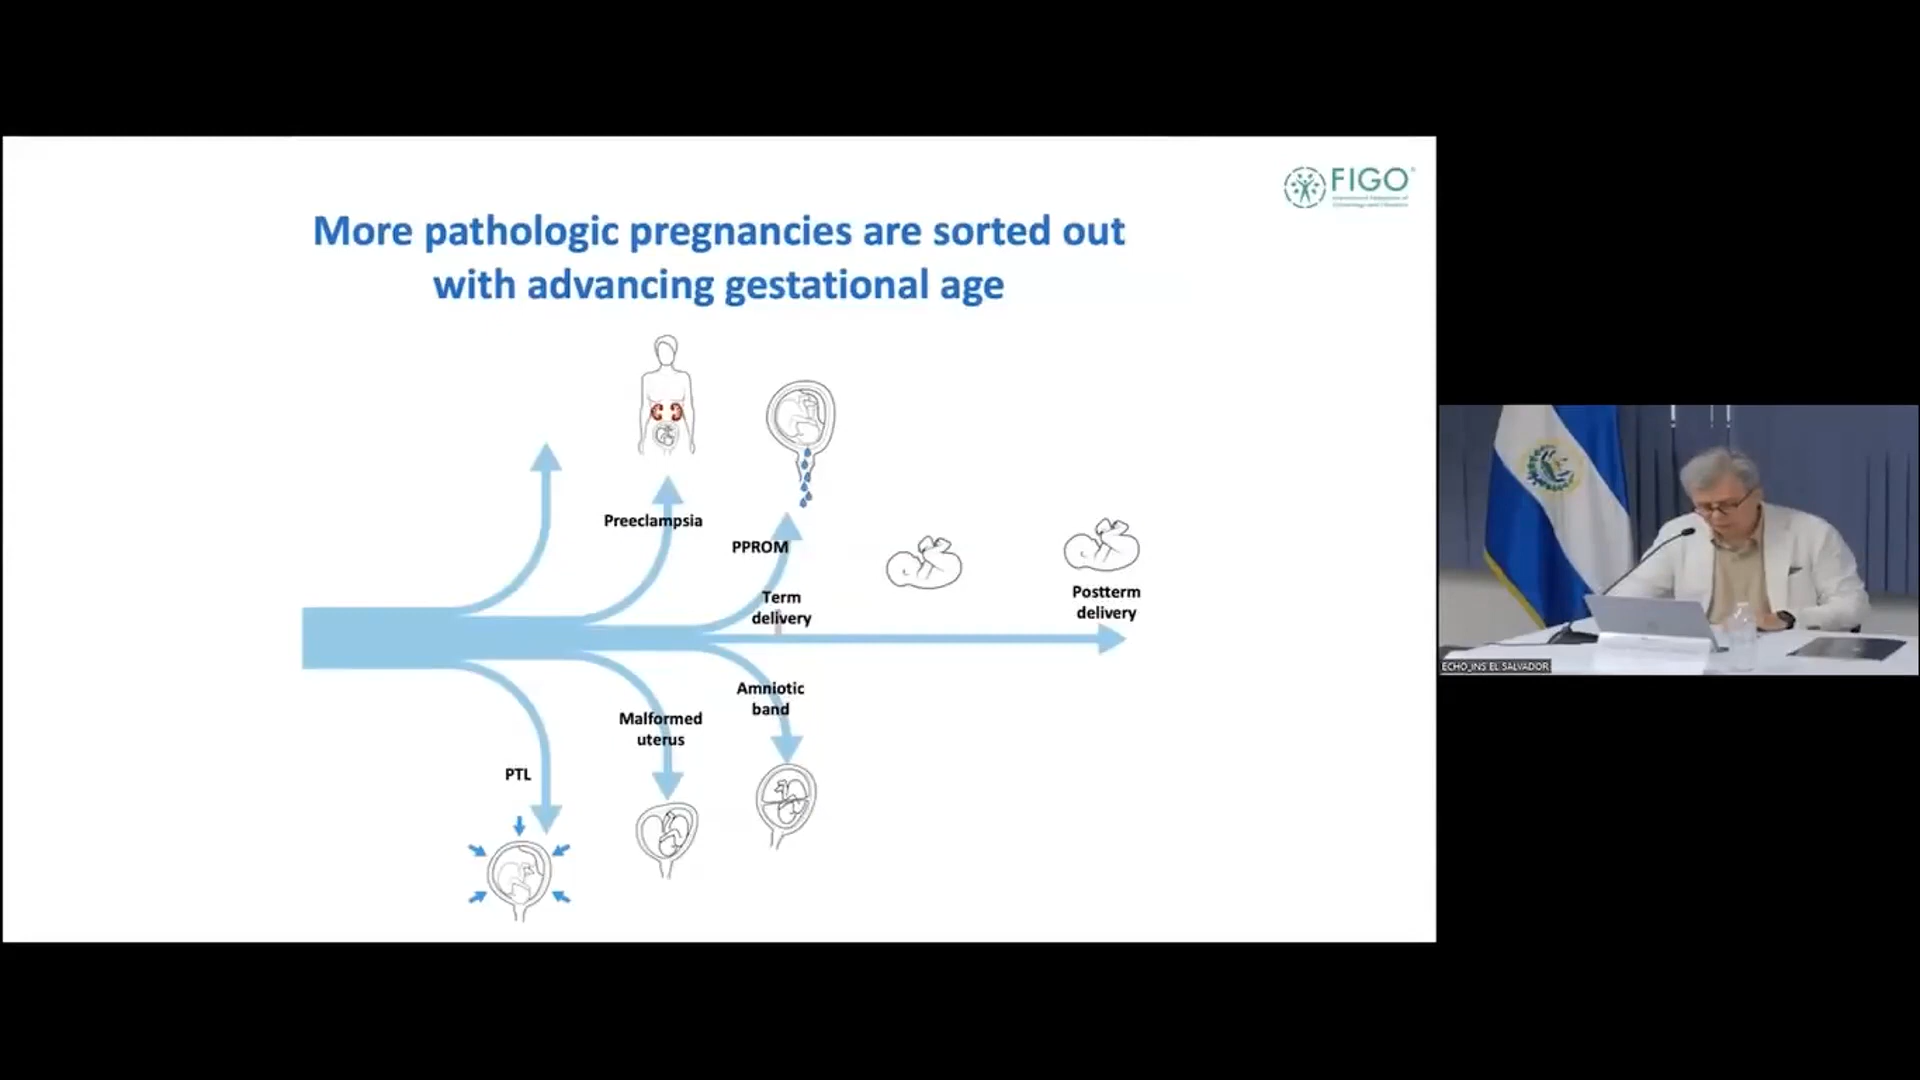 FIGO
More pathologic pregnancies are sorted out
with advancing gestational age
Preeclampsia
PPROM
Term
delivery
Postterm
delivery
Amniotic
band
Malformed
uterus
PTL
ECHO_INS EL SALVADOR